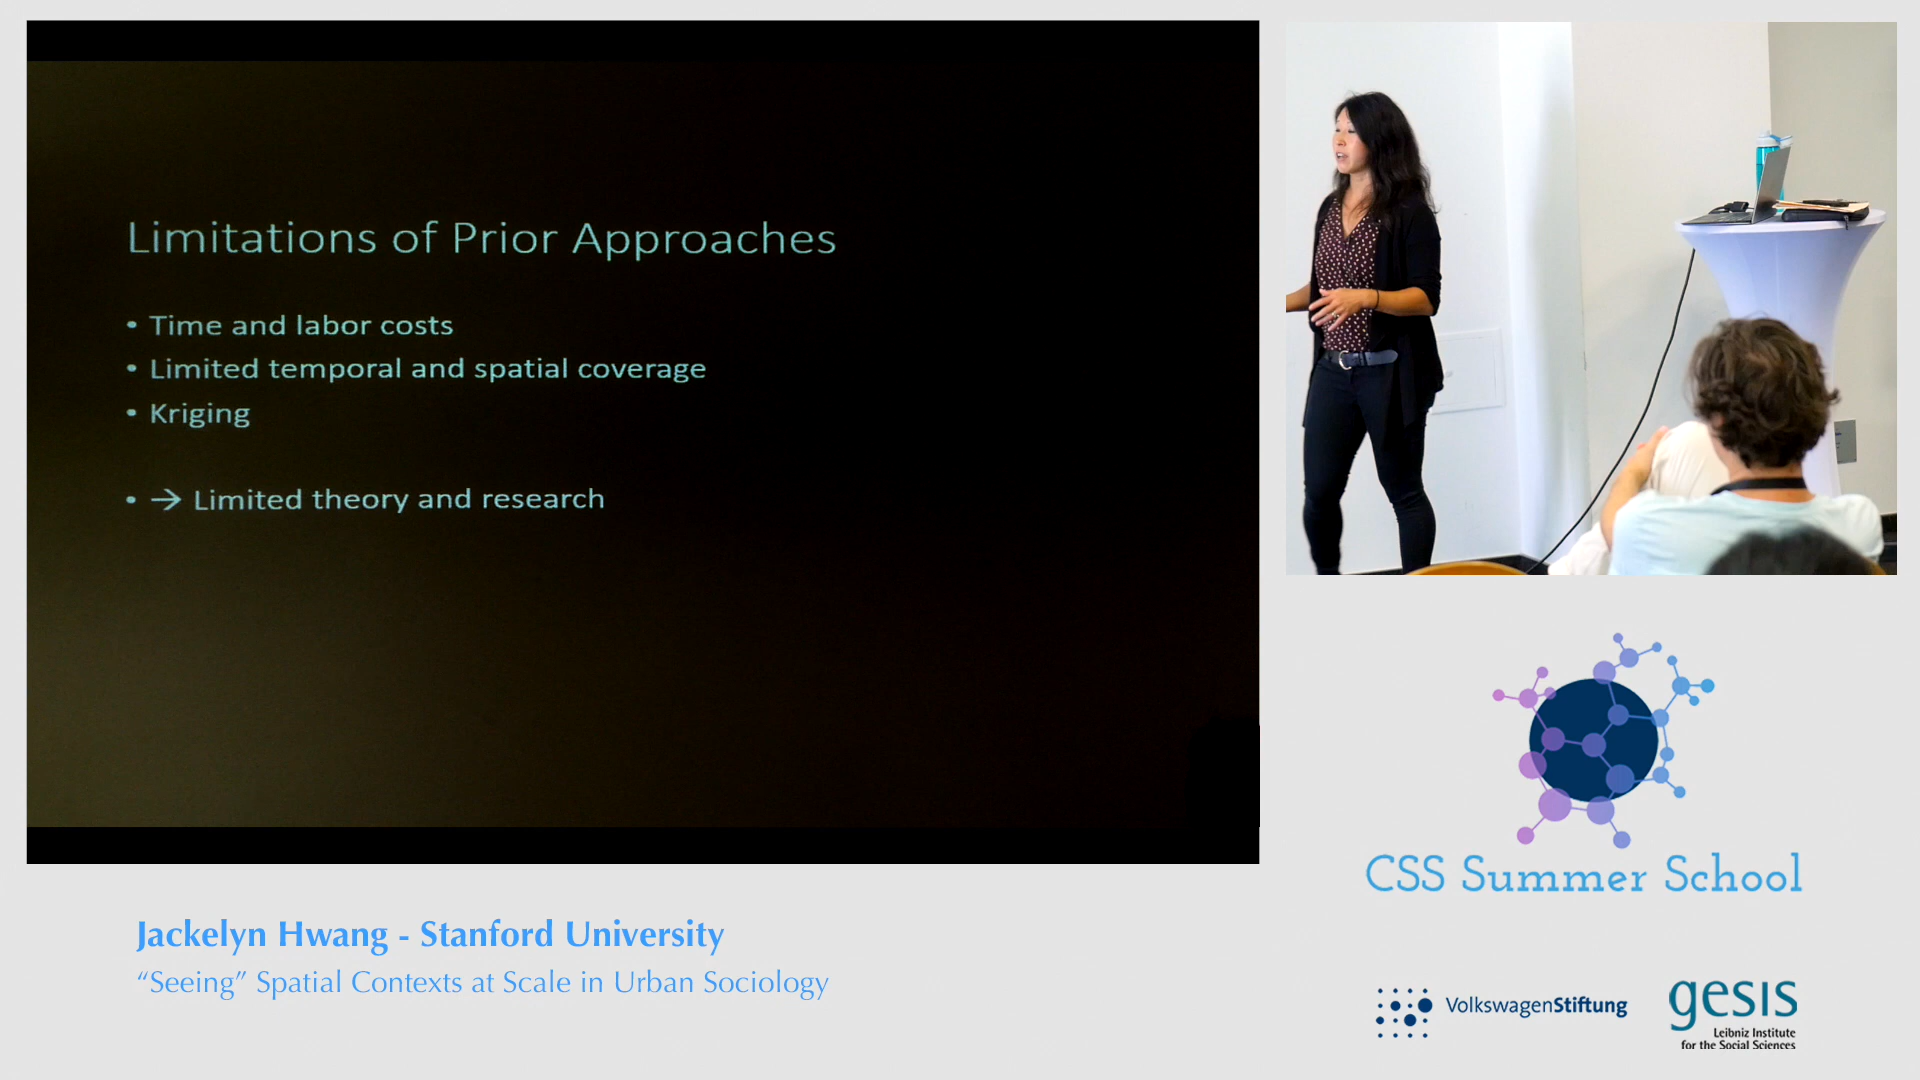 Limitations of Prior Approaches
• Time and labor costs
• Limited temporal and spatial coverage
• Kriging
• → Limited theory and research
CSS Summer School
Jackelyn Hwang - Stanford University
“Seeing” Spatial Contexts at Scale in Urban Sociology
VolkswagenStiftung
gesis
Leibniz Institute
for the Social Sciences